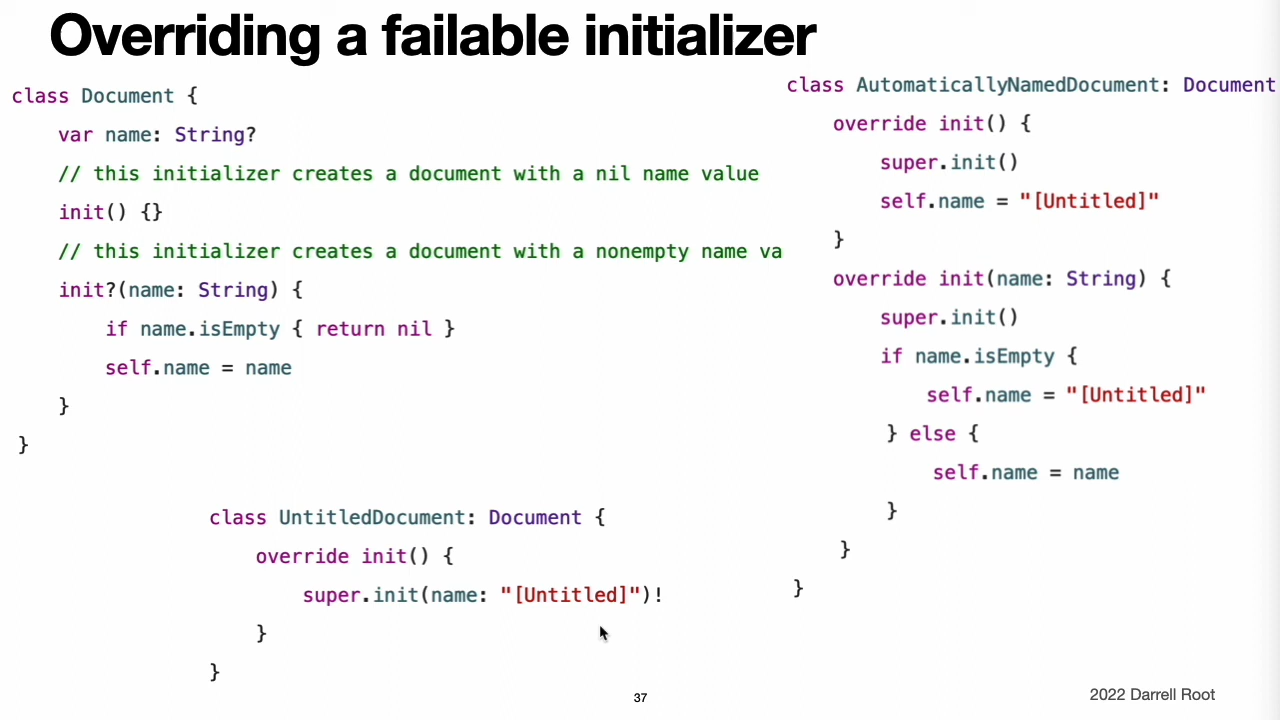 Overriding a failable initializer
class Document {
var name: String?
// this initializer creates a document with a nil name value
init() {}
// this initializer creates a document with a nonempty name va
init?(name: String) {
if name.isEmpty { return nil }
self.name = name
}
}
class UntitledDocument: Document {
override init() {
super.init(name: "[Untitled]")!
}
}
class AutomaticallyNamedDocument: Document
override init() {
super.init()
self.name = "[Untitled]"
}
override init(name: String) {
super.init()
if name.isEmpty {
self.name = "[Untitled]"
} else {
self.name = name
}
}
}
37
2022 Darrell Root